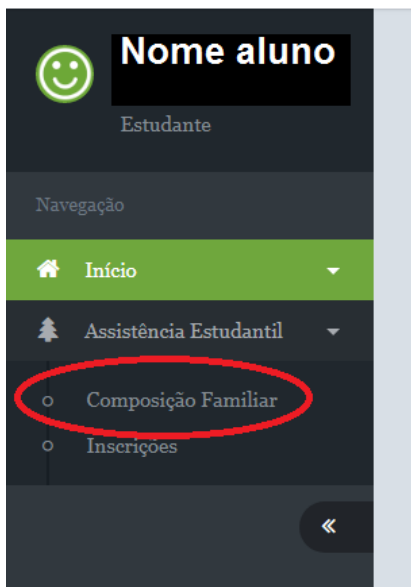 Nome aluno
Estudante
Navegação
Início
Assistência Estudantil
Composição Familiar
Inscrições